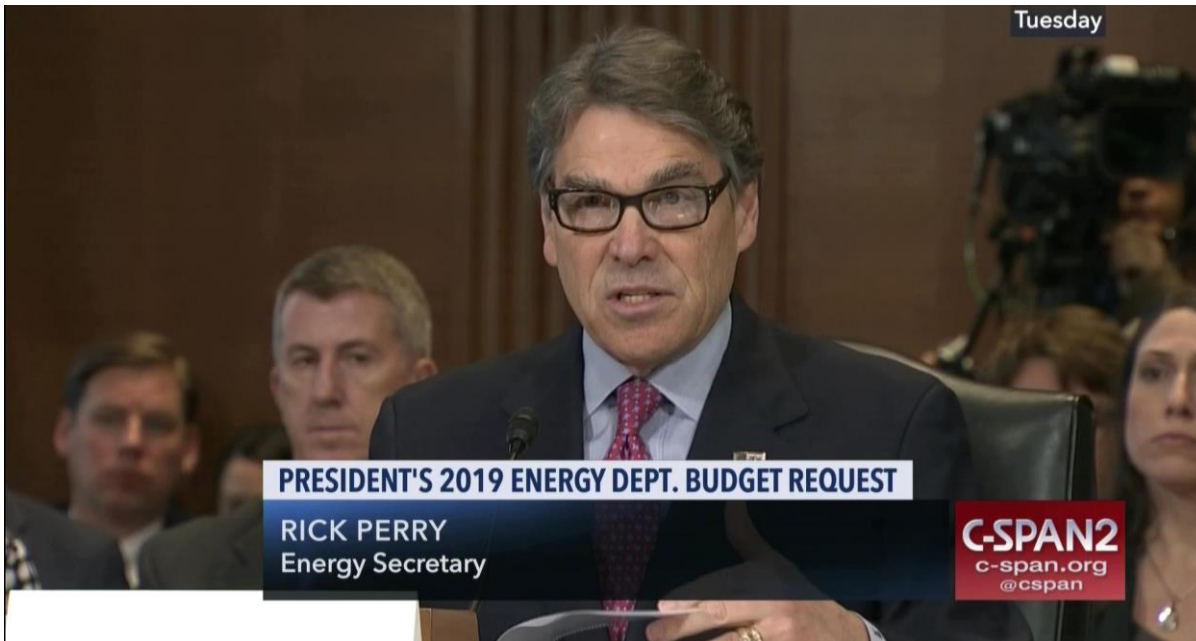 Tuesday
PRESIDENT'S 2019 ENERGY DEPT. BUDGET REQUEST
RICK PERRY
Energy Secretary
C-SPAN2
c-span.org
@cspan